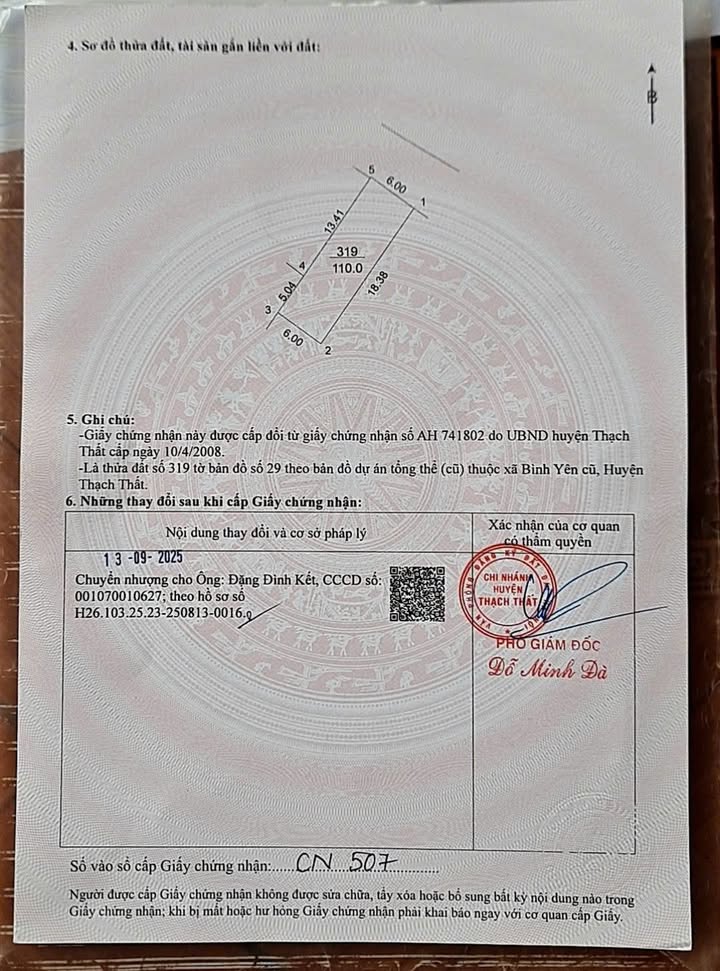 4. Sơ đồ thửa đất, tài sản gắn liền với đất:
B
5
6.00
1
13.41
319
110.0
4
18.38
5.04
3
6.00
2
5. Ghi chú:
-Giấy chứng nhận này được cấp đổi từ giấy chứng nhận số AH 741802 do UBND huyện Thạch
Thất cấp ngày 10/4/2008.
-Là thửa đất số 319 tờ bản đồ số 29 theo bản đồ dự án tổng thể (cũ) thuộc xã Bình Yên cũ, Huyện
Thạch Thất.
6. Những thay đổi sau khi cấp Giấy chứng nhận:
Nội dung thay đổi và cơ sở pháp lý
Xác nhận của cơ quan
có thẩm quyền
13-09-2025
Chuyển nhượng cho Ông: Đặng Đình Kết, CCCD số:
001070010627; theo hồ sơ số
H26.103.25.23-250813-0016.
VĂN PHÒNG ĐĂNG KÝ ĐẤT
CHI NHÁNH
HUYỆN
THẠCH THẤT
PHÓ GIÁM ĐỐC
Đỗ Minh Đà
Số vào sổ cấp Giấy chứng nhận:......CN 507............
Người được cấp Giấy chứng nhận không được sửa chữa, tẩy xóa hoặc bổ sung bất kỳ nội dung nào trong
Giấy chứng nhận; khi bị mất hoặc hư hỏng Giấy chứng nhận phải khai báo ngay với cơ quan cấp Giấy.